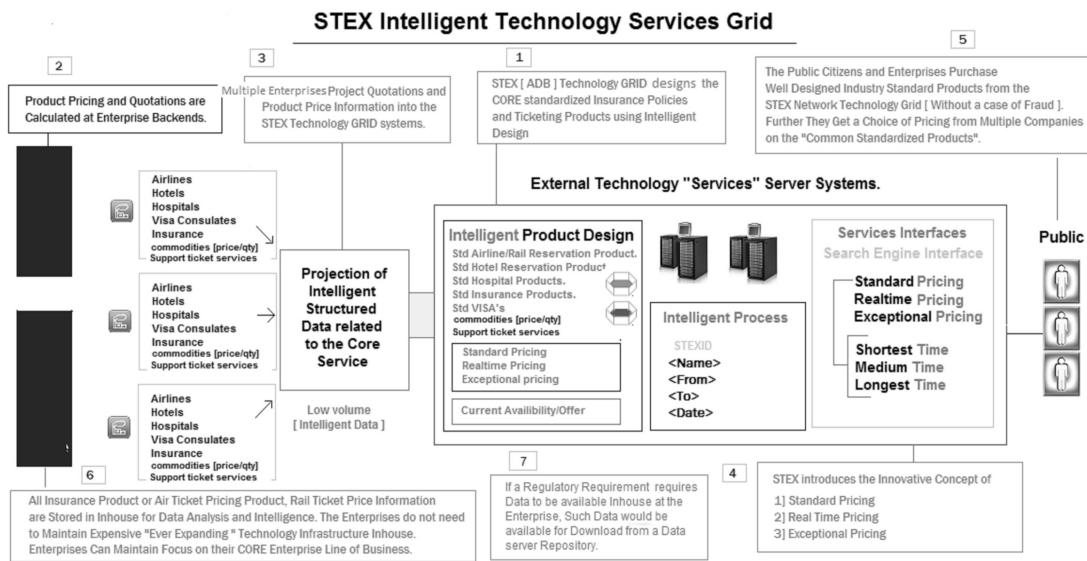 STEX Intelligent Technology Services Grid
2
Product Pricing and Quotations are
Calculated at Enterprise Backends.
3
Multiple Enterprises Project Quotations and
Product Price Information into the
STEX Technology GRID systems.
1
STEX [ ADB ] Technology GRID designs the
CORE standardized Insurance Policies
and Ticketing Products using Intelligent
Design
5
The Public Citizens and Enterprises Purchase
Well Designed Industry Standard Products from the
STEX Network Technology Grid [ Without a case of Fraud ].
Further They Get a Choice of Pricing from Multiple Companies
on the "Common Standardized Products".
Airlines
Hotels
Hospitals
Visa Consulates
Insurance
commodities [price/qty]
Support ticket services
Airlines
Hotels
Hospitals
Visa Consulates
Insurance
commodities [price/qty]
Support ticket services
Airlines
Hotels
Hospitals
Visa Consulates
Insurance
commodities [price/qty]
Support ticket services
Projection of
Intelligent
Structured
Data related
to the Core
Service
Low volume
[ Intelligent Data ]
External Technology "Services" Server Systems.
Intelligent Product Design
Std Airline/Rail Reservation Product.
Std Hotel Reservation Product
Std Hospital Products.
Std Insurance Products.
Std VISA's
commodities [price/qty]
Support ticket services
Standard Pricing
Realtime Pricing
Exceptional pricing
Current Availibility/Offer
Intelligent Process
STEXID
<Name>
<From>
<To>
<Date>
Services Interfaces
Search Engine Interface
Standard Pricing
Realtime Pricing
Exceptional Pricing
Shortest Time
Medium Time
Longest Time
Public
6
All Insurance Product or Air Ticket Pricing Product, Rail Ticket Price Information
are Stored in Inhouse for Data Analysis and Intelligence. The Enterprises do not need
to Maintain Expensive "Ever Expanding " Technology Infrastructure Inhouse.
Enterprises Can Maintain Focus on their CORE Enterprise Line of Business.
7
If a Regulatory Requirement requires
Data to be available Inhouse at the
Enterprise, Such Data would be
available for Download from a Data
server Repository.
4
STEX introduces the Innovative Concept of
1] Standard Pricing
2] Real Time Pricing
3] Exceptional Pricing